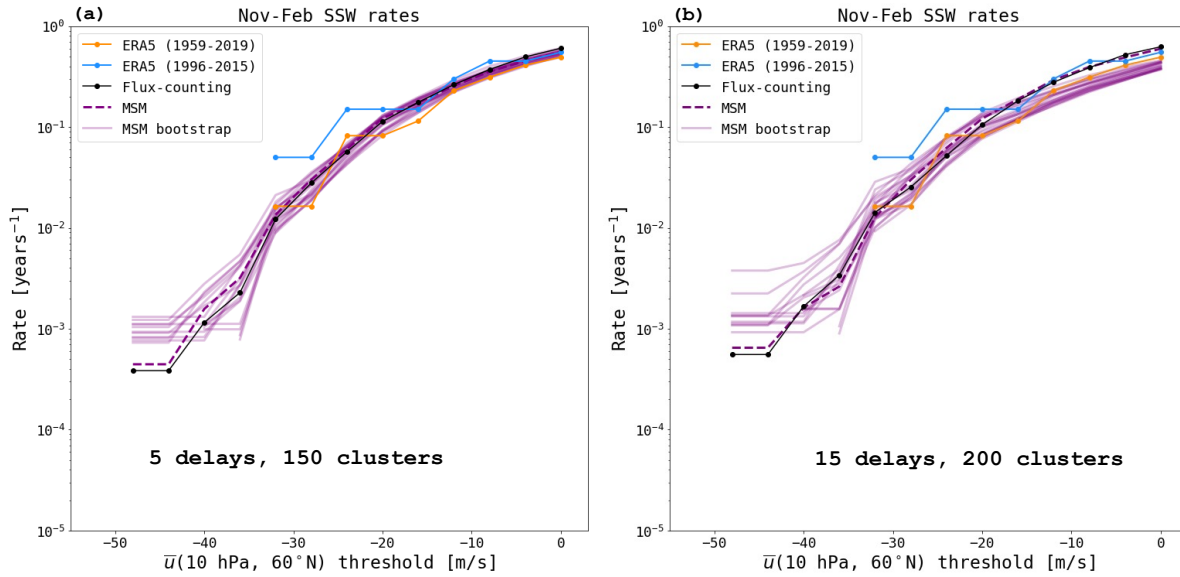 (a)
Nov-Feb SSW rates
ERA5 (1959-2019)
ERA5 (1996-2015)
Flux-counting
MSM
MSM bootstrap
10⁰
10⁻¹
10⁻²
10⁻³
10⁻⁴
10⁻⁵
Rate [years⁻¹]
5 delays, 150 clusters
−50 −40 −30 −20 −10 0
u̅(10 hPa, 60°N) threshold [m/s]
(b)
Nov-Feb SSW rates
ERA5 (1959-2019)
ERA5 (1996-2015)
Flux-counting
MSM
MSM bootstrap
10⁰
10⁻¹
10⁻²
10⁻³
10⁻⁴
10⁻⁵
Rate [years⁻¹]
15 delays, 200 clusters
−50 −40 −30 −20 −10 0
u̅(10 hPa, 60°N) threshold [m/s]